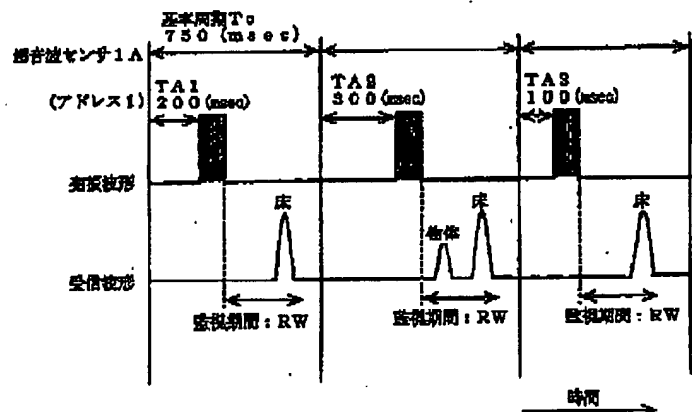 基本周期Tc
750(msec)
超音波センサ1A
TA1
200(msec)
TA2
300(msec)
TA3
100(msec)
(アドレス1)
発振波形
床
物体
床
床
受信波形
監視期間：RW
監視期間：RW
監視期間：RW
時間